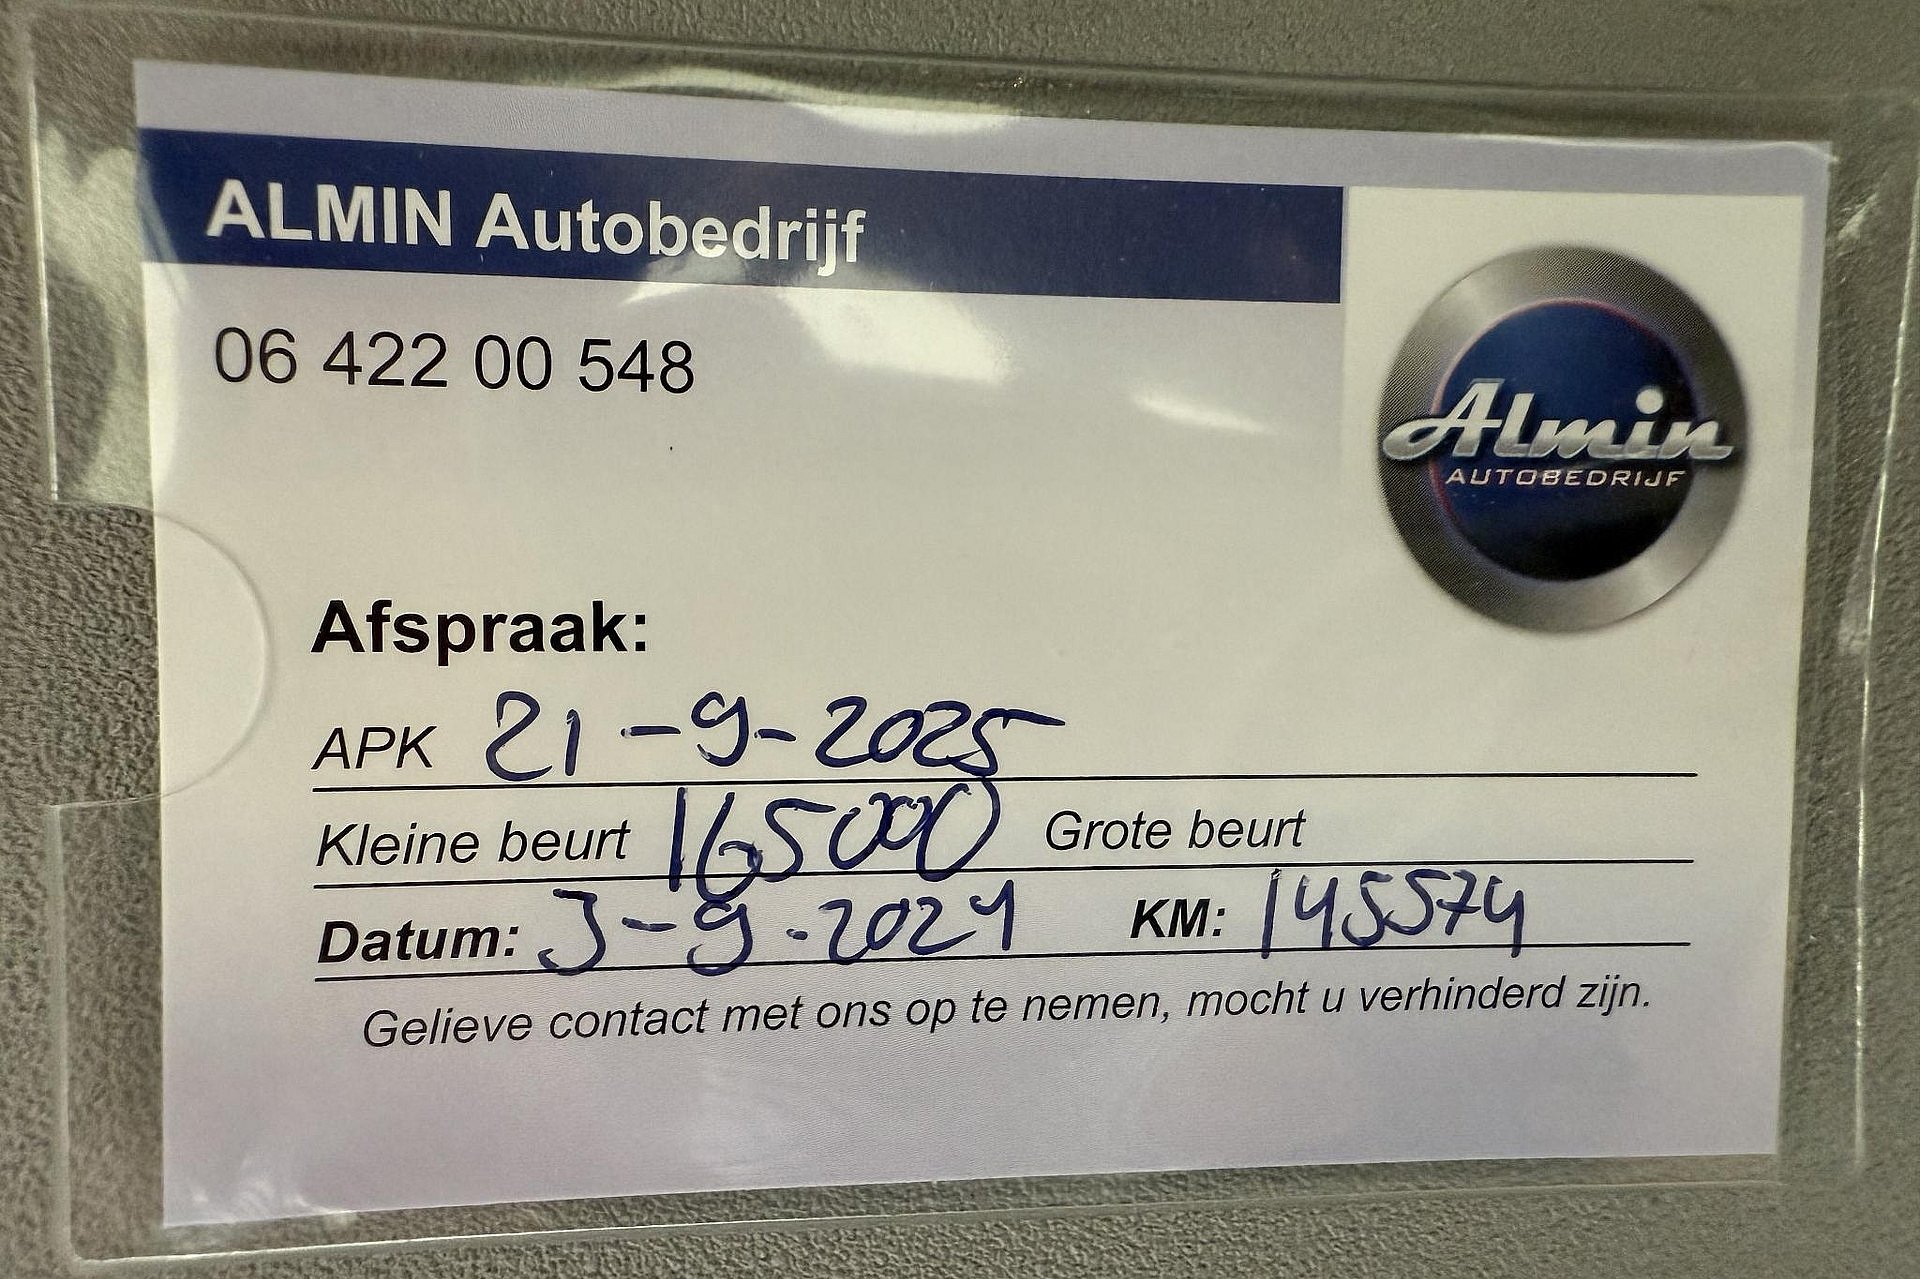 ALMIN Autobedrijf
06 422 00 548
Almin
AUTOBEDRIJF
Afspraak:
APK 21-9-2025
Kleine beurt 165000 Grote beurt
Datum: 3-9-2024 KM: 145574
Gelieve contact met ons op te nemen, mocht u verhinderd zijn.